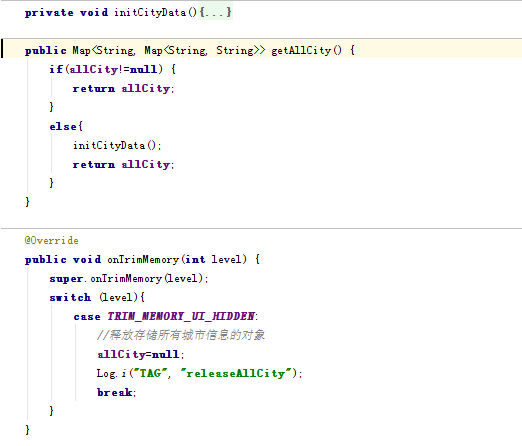 private void initCityData(){...}
public Map<String, Map<String, String>> getAllCity() {
if(allCity!=null) {
return allCity;
}
else{
initCityData();
return allCity;
}
}
@Override
public void onTrimMemory(int level) {
super.onTrimMemory(level);
switch (level){
case TRIM_MEMORY_UI_HIDDEN:
//释放存储所有城市信息的对象
allCity=null;
Log.i("TAG", "releaseAllCity");
break;
}
}